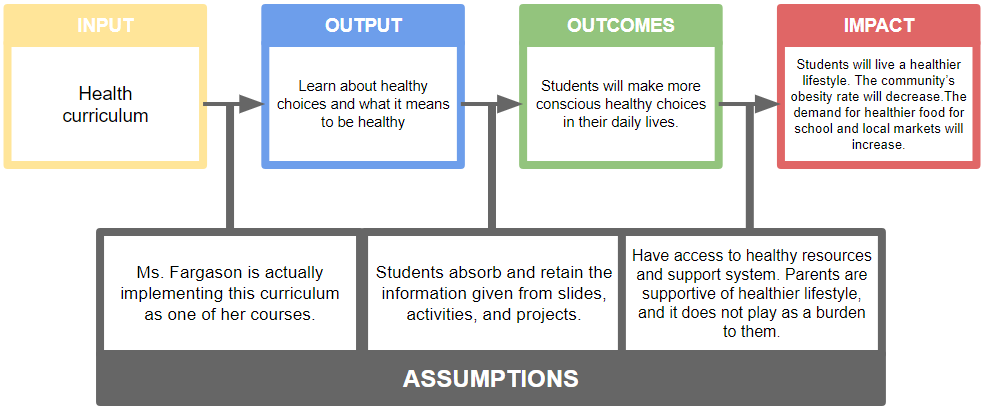 INPUT
Health
curriculum
OUTPUT
Learn about healthy
choices and what it means
to be healthy
OUTCOMES
Students will make more
conscious healthy choices
in their daily lives.
IMPACT
Students will live a healthier
lifestyle. The community's
obesity rate will decrease.The
demand for healthier food for
school and local markets will
increase.
Ms. Fargason is actually
implementing this curriculum
as one of her courses.
Students absorb and retain the
information given from slides,
activities, and projects.
Have access to healthy resources
and support system. Parents are
supportive of healthier lifestyle,
and it does not play as a burden
to them.
ASSUMPTIONS